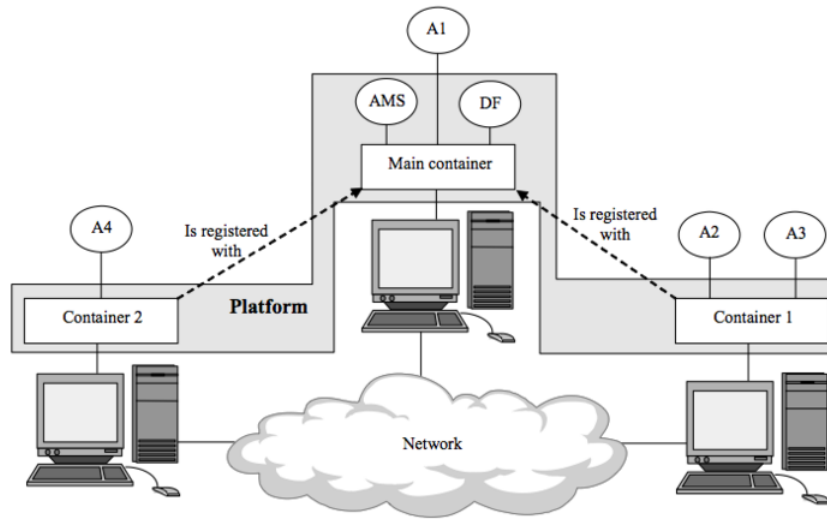 A1
AMS
DF
Main container
Is registered
with
Is registered
with
A4
A2
A3
Container 2
Platform
Container 1
Network